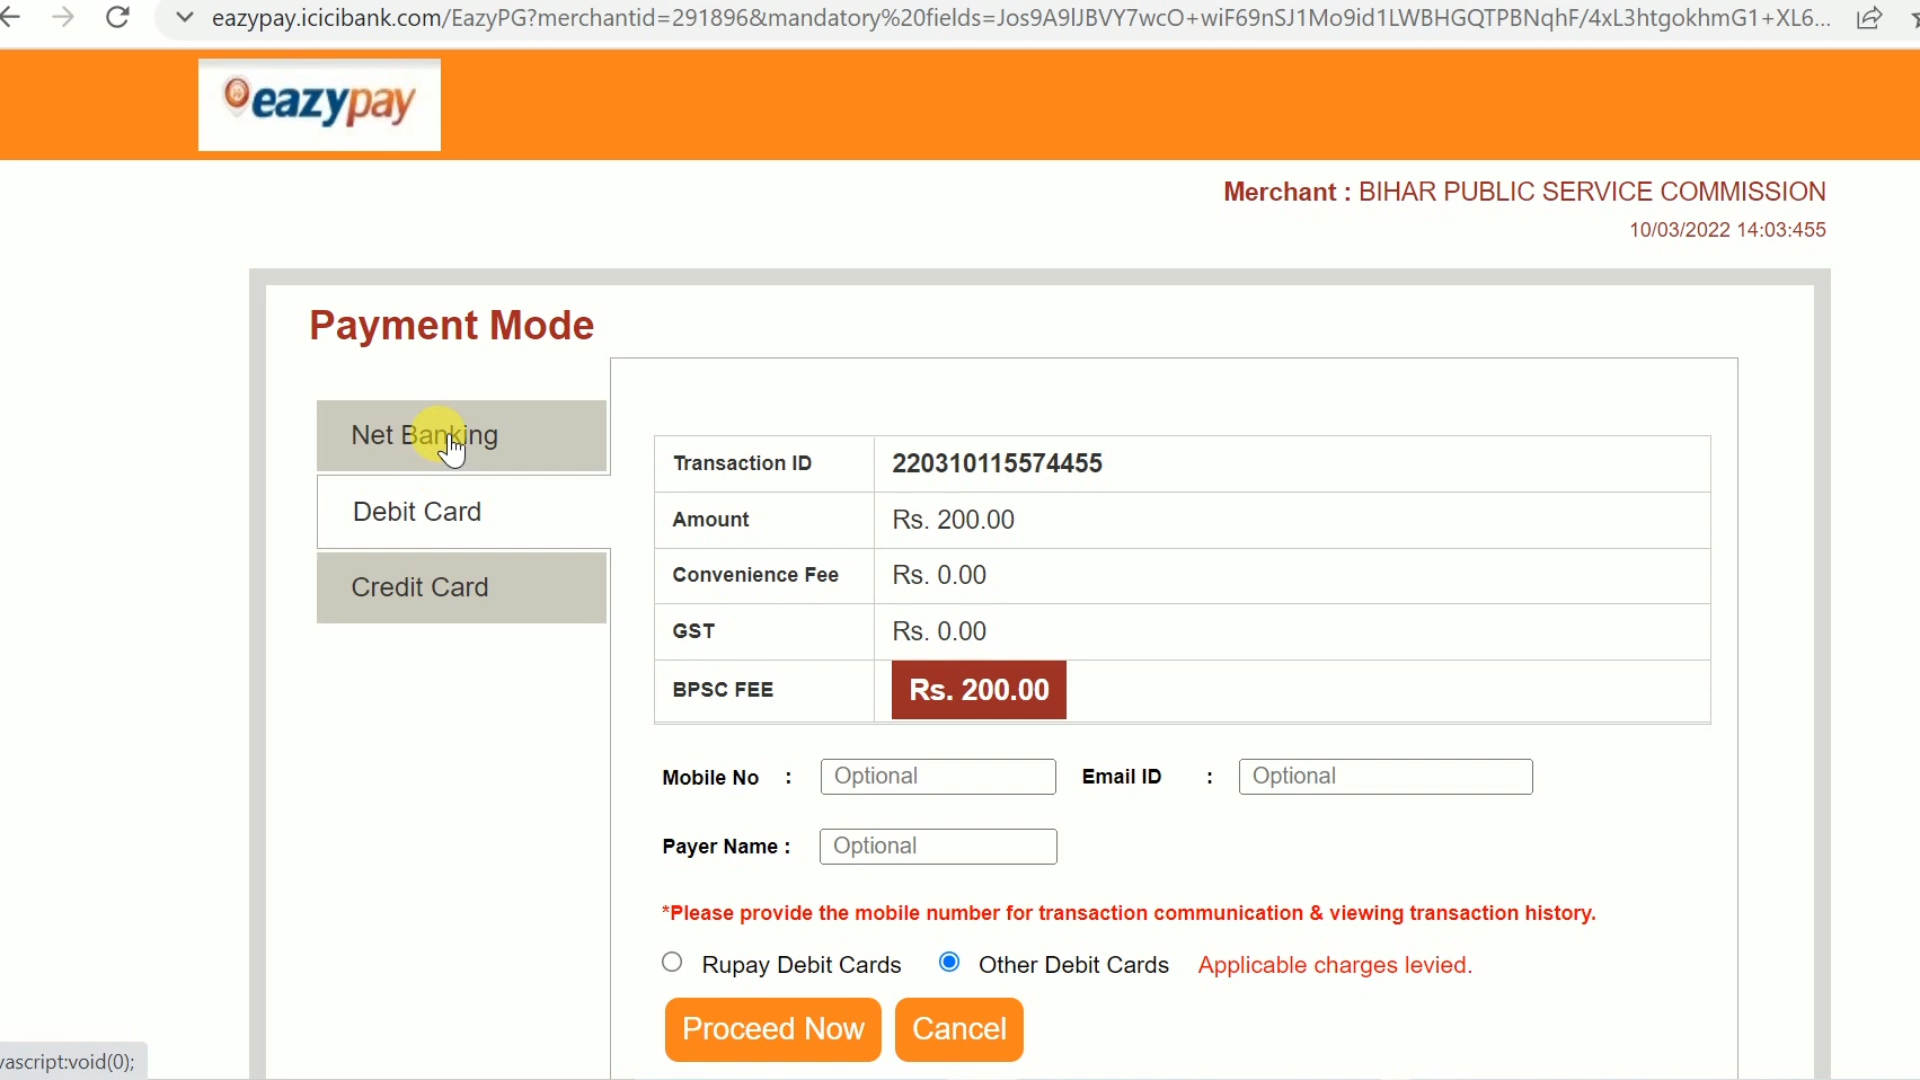 eazypay.icicibank.com/EazyPG?merchantid=291896&mandatory%20fields=Jos9A9lJBVY7wcO+wiF69nSJ1Mo9id1LWBHGQTPBNqhF/4xL3htgokhmG1+XL6...
eazypay
Merchant : BIHAR PUBLIC SERVICE COMMISSION
10/03/2022 14:03:455
Payment Mode
Net Banking
Debit Card
Credit Card
Transaction ID 220310115574455
Amount Rs. 200.00
Convenience Fee Rs. 0.00
GST Rs. 0.00
BPSC FEE Rs. 200.00
Mobile No : Optional Email ID : Optional
Payer Name : Optional
*Please provide the mobile number for transaction communication & viewing transaction history.
Rupay Debit Cards Other Debit Cards Applicable charges levied.
Proceed Now Cancel
vascript:void(0);